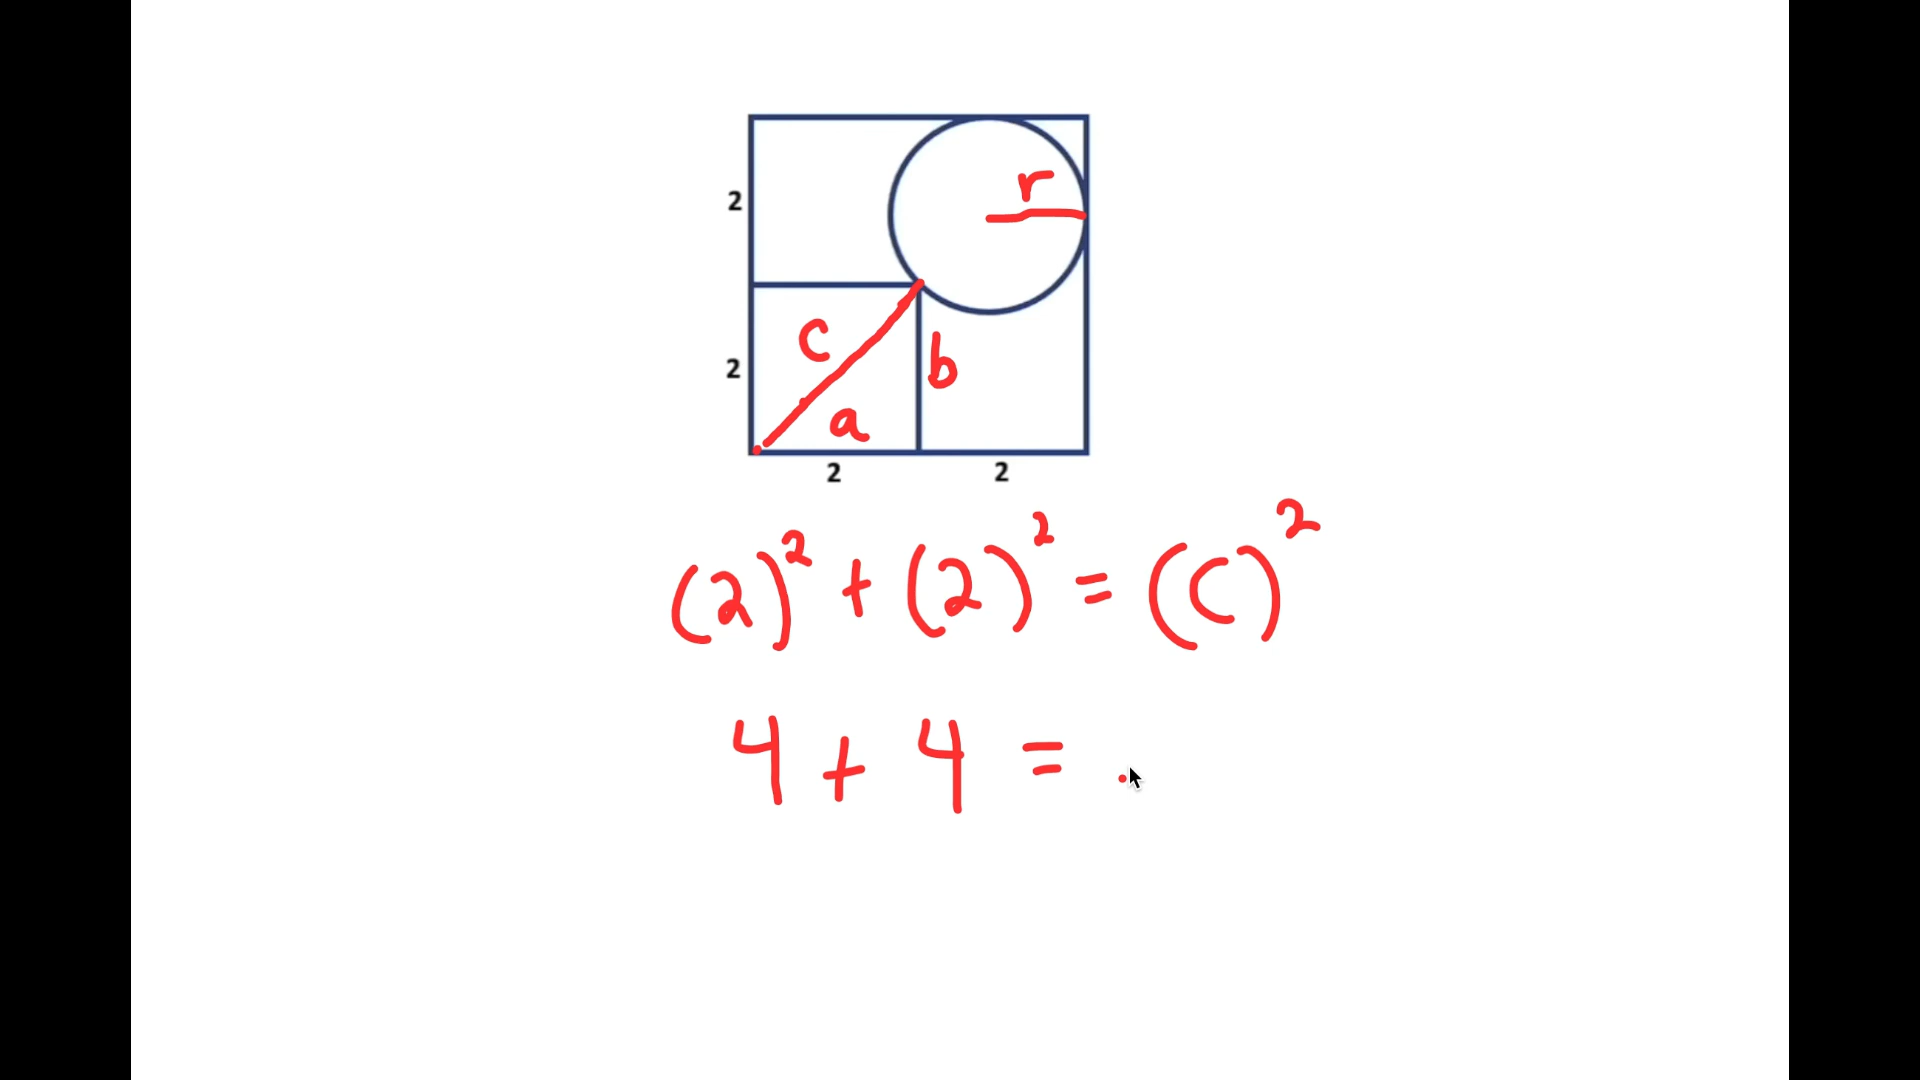 r
2
c
b
2
a
2 2
(2)² + (2)² = (c)²
4 + 4 =